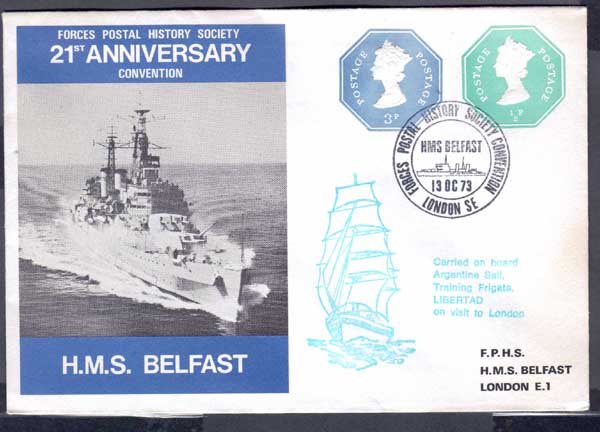 FORCES POSTAL HISTORY SOCIETY
21ST ANNIVERSARY
CONVENTION
H.M.S. BELFAST
POSTAGE POSTAGE
3P
POSTAGE POSTAGE
½P
FORCES POSTAL HISTORY SOCIETY CONVENTION
HMS BELFAST
13 OC 73
LONDON SE
Carried on board
Argentine Sail,
Training Frigate,
LIBERTAD
on visit to London
F.P.H.S.
H.M.S. BELFAST
LONDON E.1